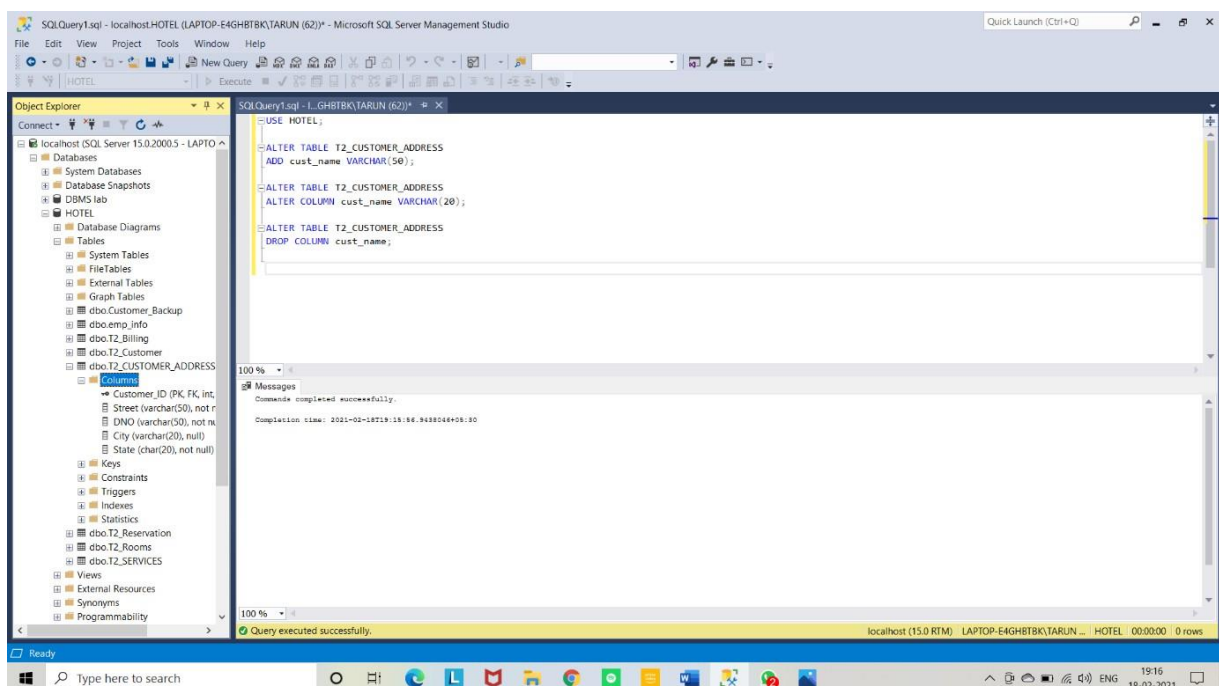 SQLQuery1.sql - localhost.HOTEL (LAPTOP-E4GHBTBK\TARUN (62))* - Microsoft SQL Server Management Studio
Quick Launch (Ctrl+Q)
File Edit View Project Tools Window Help
New Query
HOTEL
Execute
Object Explorer
SQLQuery1.sql - l...GHBTBK\TARUN (62))*
Connect
localhost (SQL Server 15.0.2000.5 - LAPTO
Databases
System Databases
Database Snapshots
DBMS lab
HOTEL
Database Diagrams
Tables
System Tables
FileTables
External Tables
Graph Tables
dbo.Customer_Backup
dbo.emp_info
dbo.T2_Billing
dbo.T2_Customer
dbo.T2_CUSTOMER_ADDRESS
Columns
Customer_ID (PK, FK, int,
Street (varchar(50), not r
DNO (varchar(50), not nu
City (varchar(20), null)
State (char(20), not null)
Keys
Constraints
Triggers
Indexes
Statistics
dbo.T2_Reservation
dbo.T2_Rooms
dbo.T2_SERVICES
Views
External Resources
Synonyms
Programmability
USE HOTEL;
ALTER TABLE T2_CUSTOMER_ADDRESS
ADD cust_name VARCHAR(50);
ALTER TABLE T2_CUSTOMER_ADDRESS
ALTER COLUMN cust_name VARCHAR(20);
ALTER TABLE T2_CUSTOMER_ADDRESS
DROP COLUMN cust_name;
100 %
Messages
Commands completed successfully.
Completion time: 2021-02-18T19:15:56.9438046+05:30
100 %
Query executed successfully.
localhost (15.0 RTM) LAPTOP-E4GHBTBK\TARUN ... HOTEL 00:00:00 0 rows
Ready
Type here to search
ENG
19:16
18-02-2021